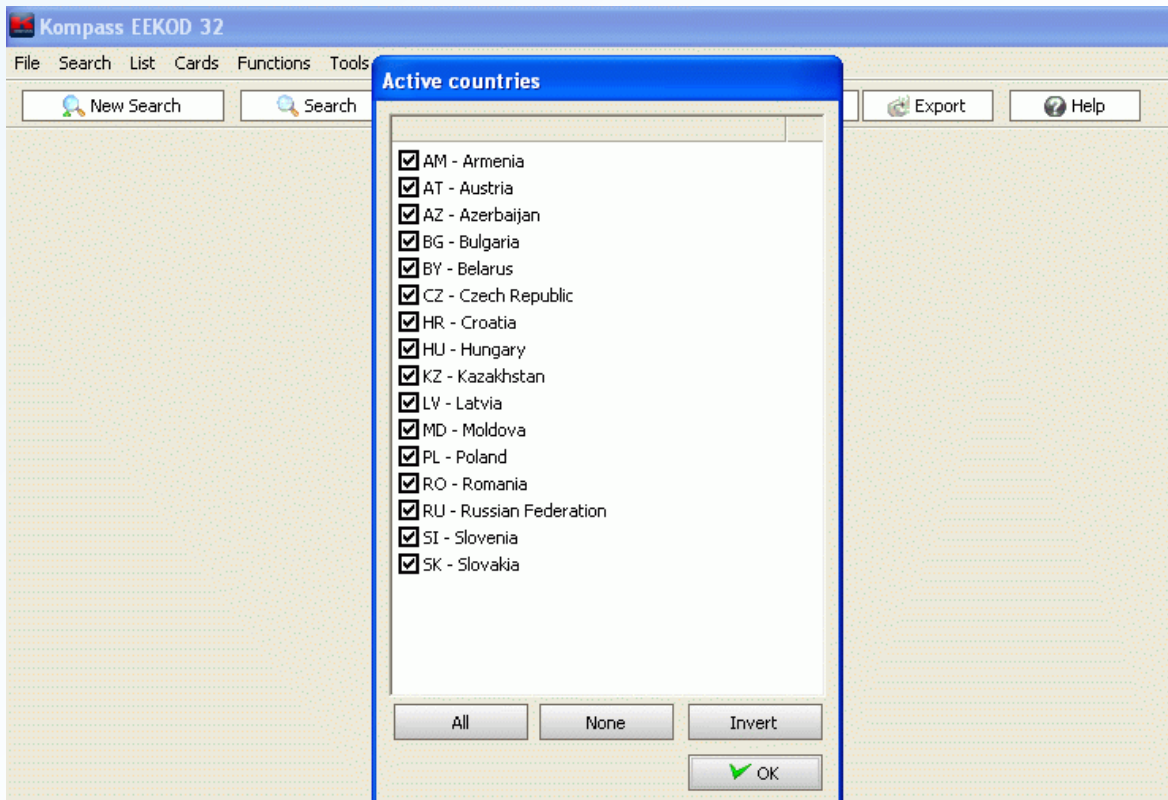 Kompass EEKOD 32
File Search List Cards Functions Tools
New Search Search Export Help
Active countries
AM - Armenia
AT - Austria
AZ - Azerbaijan
BG - Bulgaria
BY - Belarus
CZ - Czech Republic
HR - Croatia
HU - Hungary
KZ - Kazakhstan
LV - Latvia
MD - Moldova
PL - Poland
RO - Romania
RU - Russian Federation
SI - Slovenia
SK - Slovakia
All None Invert
OK